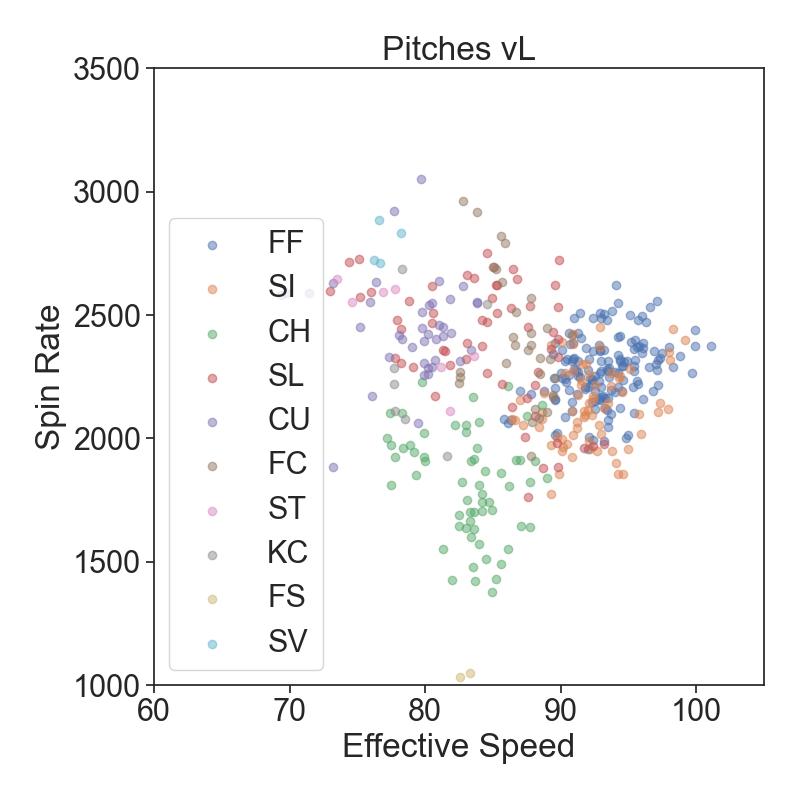 Pitches vL
3500
3000
2500
2000
1500
1000
Spin Rate
FF
SI
CH
SL
CU
FC
ST
KC
FS
SV
60 70 80 90 100
Effective Speed